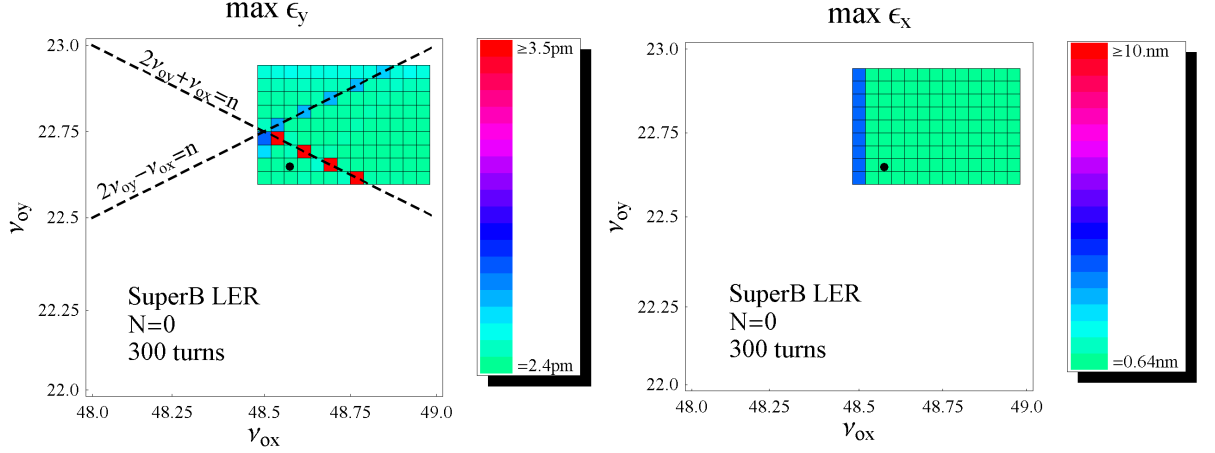 max ϵy
23.0
22.75
22.5
22.25
22.0
νoy
2νoy+νox=n
2νoy−νox=n
SuperB LER
N=0
300 turns
48.0 48.25 48.5 48.75 49.0
νox
≥3.5pm
=2.4pm
max ϵx
23.0
22.75
22.5
22.25
22.0
νoy
SuperB LER
N=0
300 turns
48.0 48.25 48.5 48.75 49.0
νox
≥10.nm
=0.64nm